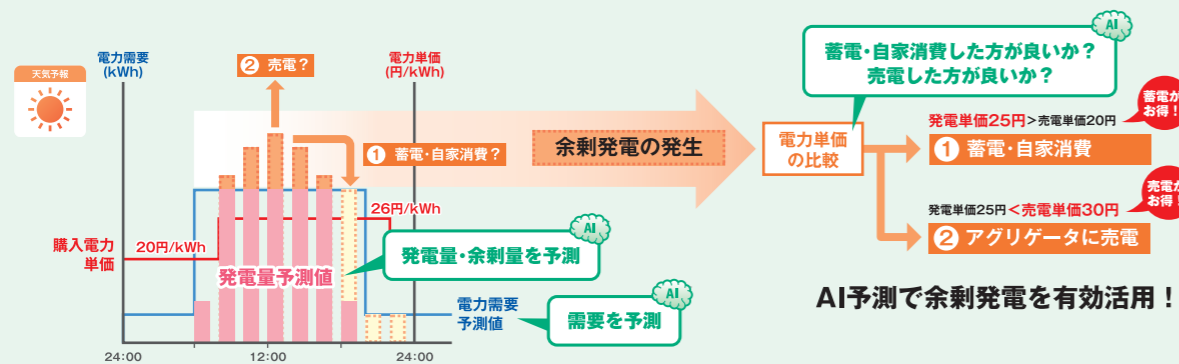 天気予報
電力需要
(kWh)
② 売電？
電力単価
(円/kWh)
① 蓄電・自家消費？
余剰発電の発生
購入電力
単価
20円/kWh
26円/kWh
発電量予測値
AI
発電量・余剰量を予測
電力需要
予測値
AI
需要を予測
24:00
12:00
24:00
AI
蓄電・自家消費した方が良いか？
売電した方が良いか？
電力単価
の比較
発電単価25円＞売電単価20円
蓄電が
お得！
① 蓄電・自家消費
発電単価25円＜売電単価30円
売電が
お得！
② アグリゲータに売電
AI予測で余剰発電を有効活用！